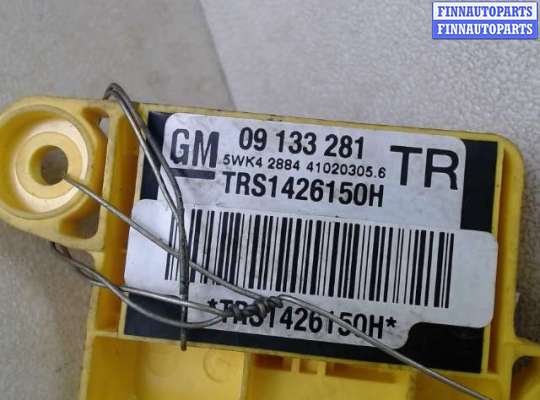 FINNAUTOPARTS
FINNAUTOPARTS
GM 09 133 281 TR
5WK4 2884 41020305.6
TRS1426150H
*TRS1426150H*